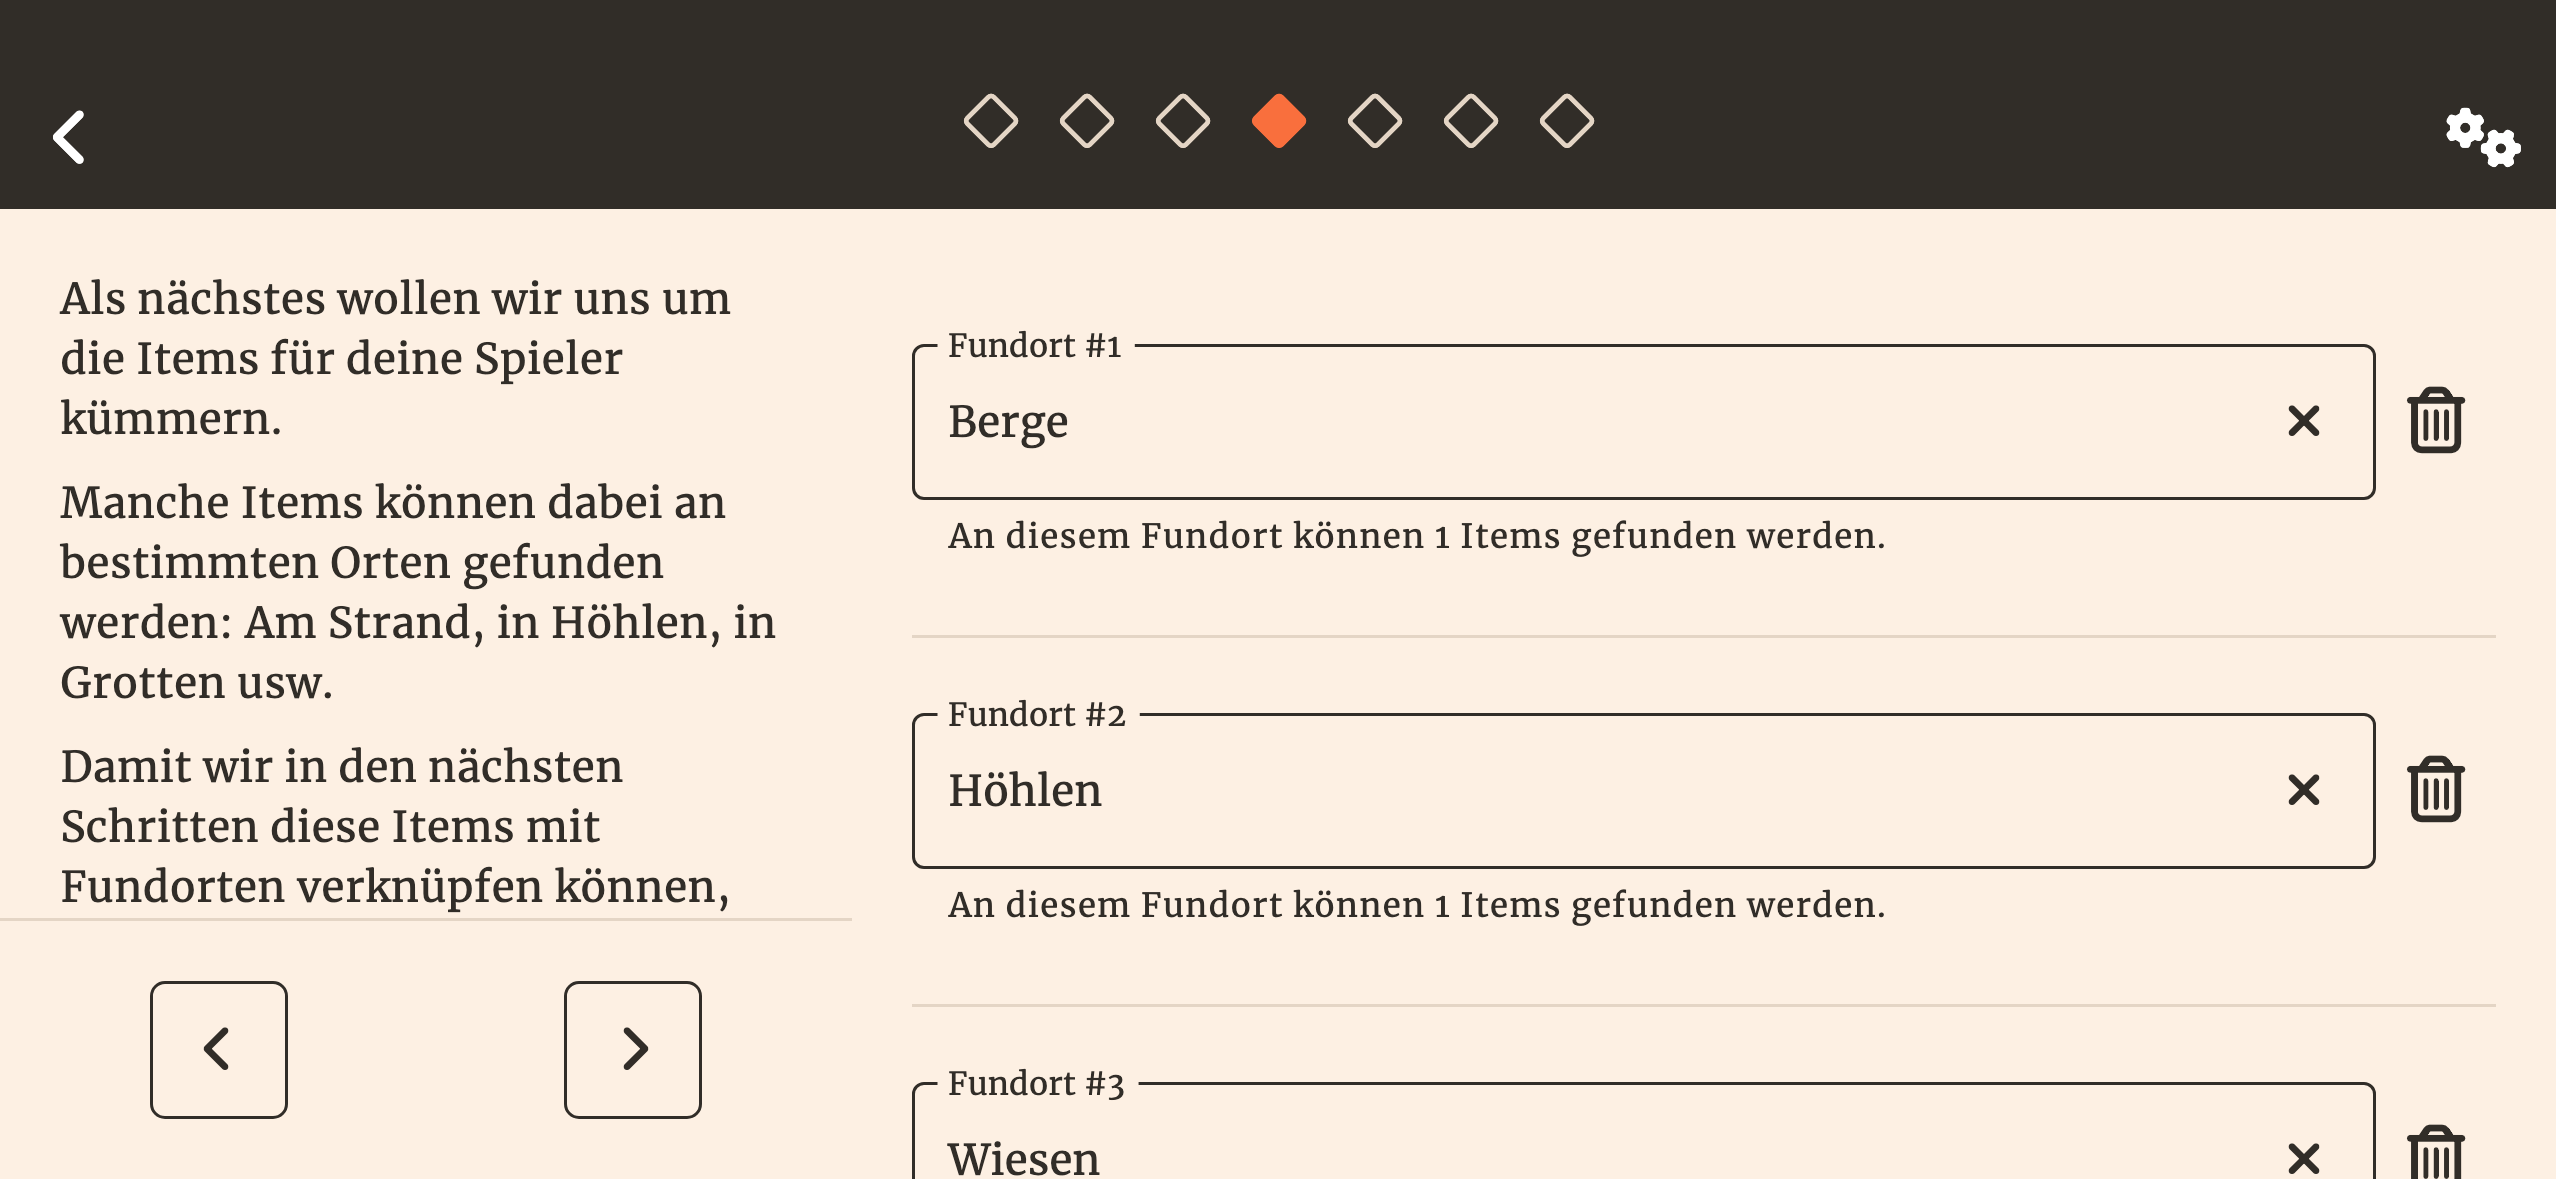 Als nächstes wollen wir uns um
die Items für deine Spieler
kümmern.
Manche Items können dabei an
bestimmten Orten gefunden
werden: Am Strand, in Höhlen, in
Grotten usw.
Damit wir in den nächsten
Schritten diese Items mit
Fundorten verknüpfen können,
Fundort #1
Berge
An diesem Fundort können 1 Items gefunden werden.
Fundort #2
Höhlen
An diesem Fundort können 1 Items gefunden werden.
Fundort #3
Wiesen